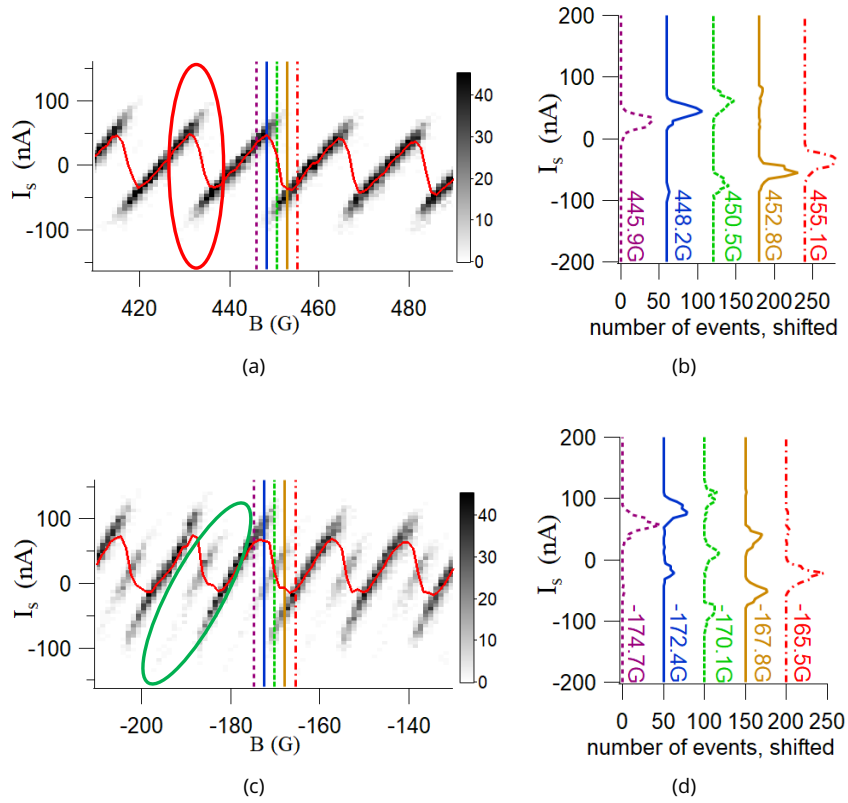 100
0
-100
I_s (nA)
420
440
460
480
B (G)
40
30
20
10
0
(a)
200
100
0
-100
-200
I_s (nA)
445.9G
448.2G
450.5G
452.8G
455.1G
0
50
100
150
200
250
number of events, shifted
(b)
100
0
-100
I_s (nA)
-200
-180
-160
-140
B (G)
40
30
20
10
0
(c)
200
100
0
-100
-200
I_s (nA)
-174.7G
-172.4G
-170.1G
-167.8G
-165.5G
0
50
100
150
200
250
number of events, shifted
(d)